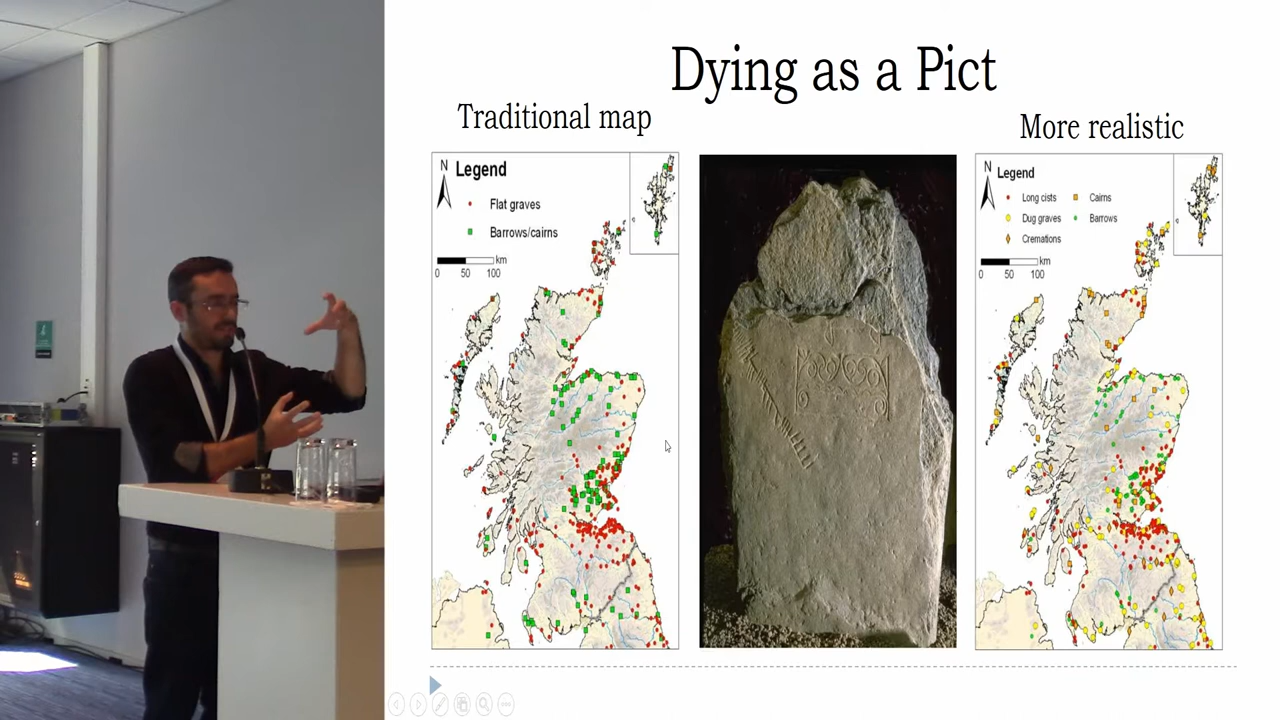 Dying as a Pict
Traditional map
More realistic
N
Legend
Flat graves
Barrows/cairns
km
0 50 100
N
Legend
Long cists
Cairns
Dug graves
Barrows
Cremations
km
0 50 100